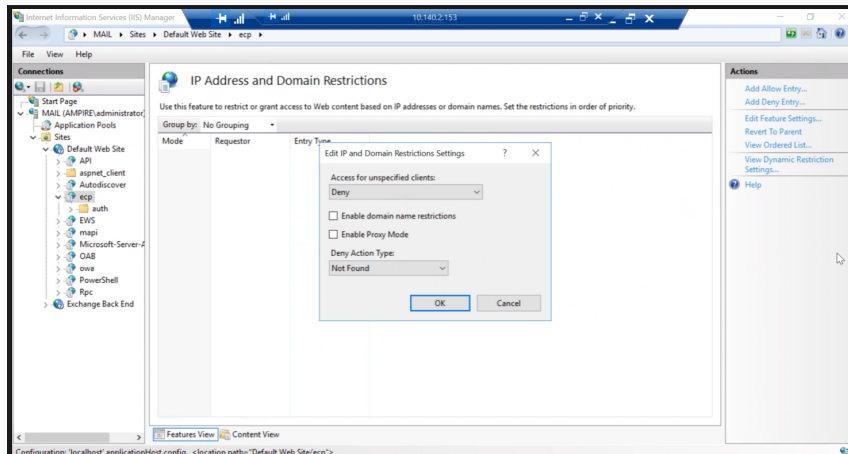 Internet Information Services (IIS) Manager
10.140.2.153
MAIL Sites Default Web Site ecp
File View Help
Connections
Start Page
MAIL (AMPIRE\administrator)
Application Pools
Sites
Default Web Site
API
aspnet_client
Autodiscover
ecp
auth
EWS
mapi
Microsoft-Server-A
OAB
owa
PowerShell
Rpc
Exchange Back End
IP Address and Domain Restrictions
Use this feature to restrict or grant access to Web content based on IP addresses or domain names. Set the restrictions in order of priority.
Group by: No Grouping
Mode Requestor Entry Type
Edit IP and Domain Restrictions Settings ?
Access for unspecified clients:
Deny
Enable domain name restrictions
Enable Proxy Mode
Deny Action Type:
Not Found
OK Cancel
Features View Content View
Actions
Add Allow Entry...
Add Deny Entry...
Edit Feature Settings...
Revert To Parent
View Ordered List...
View Dynamic Restriction
Settings...
Help
Configuration: 'localhost' applicationHost.config , <location path="Default Web Site/ecp">